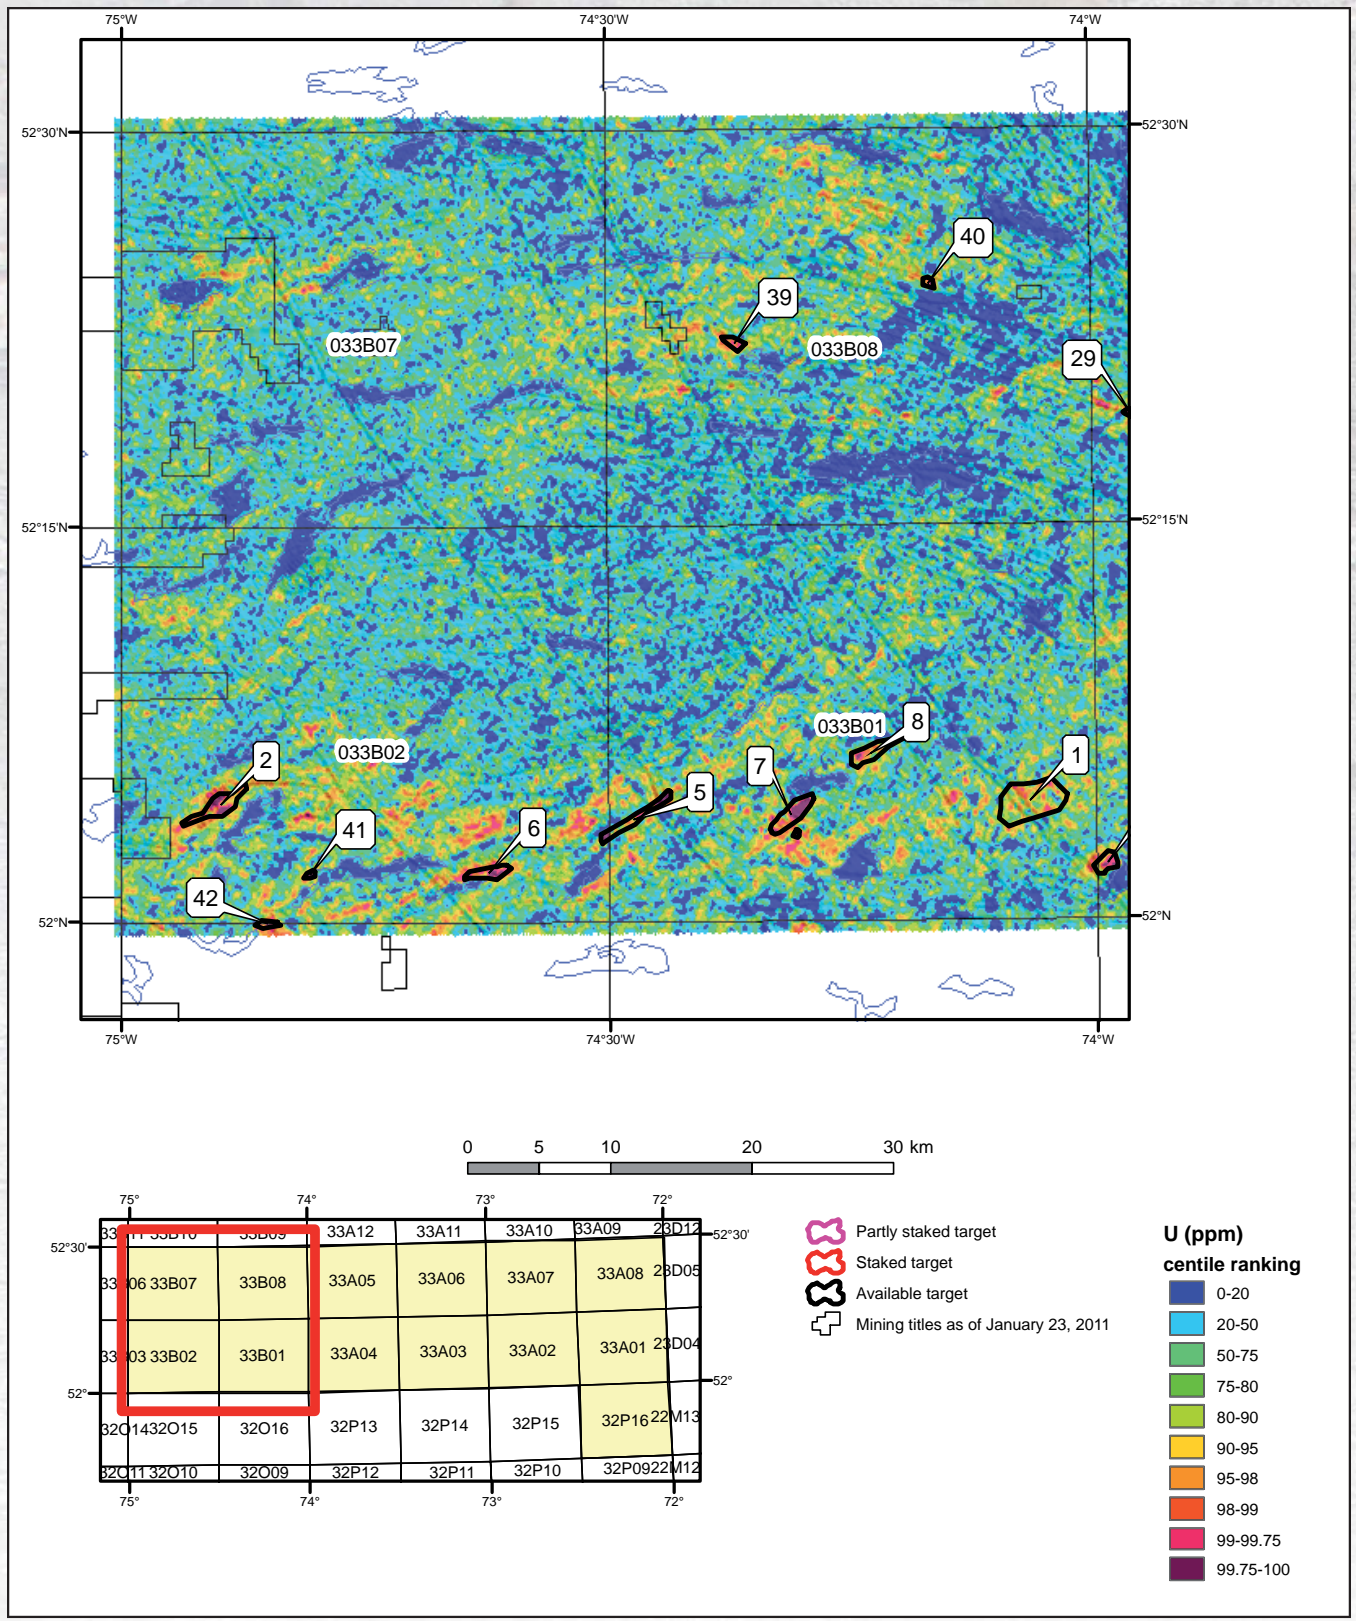 75°W 74°30'W 74°W
52°30'N 52°30'N
40
39
033B07 033B08
29
52°15'N 52°15'N
033B01 8
033B02
2 7 1
5
41 6
42
52°N 52°N
75°W 74°30'W 74°W
0 5 10 20 30 km
75° 74° 73° 72°
33B10 33B09 33A12 33A11 33A10 33A09 23D12
52°30' 52°30'
33B07 33B08 33A05 33A06 33A07 33A08 23D05
33B02 33B01 33A04 33A03 33A02 33A01 23D04
52° 52°
32O14 32O15 32O16 32P13 32P14 32P15 32P16 22M13
32O11 32O10 32O09 32P12 32P11 32P10 32P09 22M12
75° 74° 73° 72°
Partly staked target
Staked target
Available target
Mining titles as of January 23, 2011
U (ppm)
centile ranking
0-20
20-50
50-75
75-80
80-90
90-95
95-98
98-99
99-99.75
99.75-100